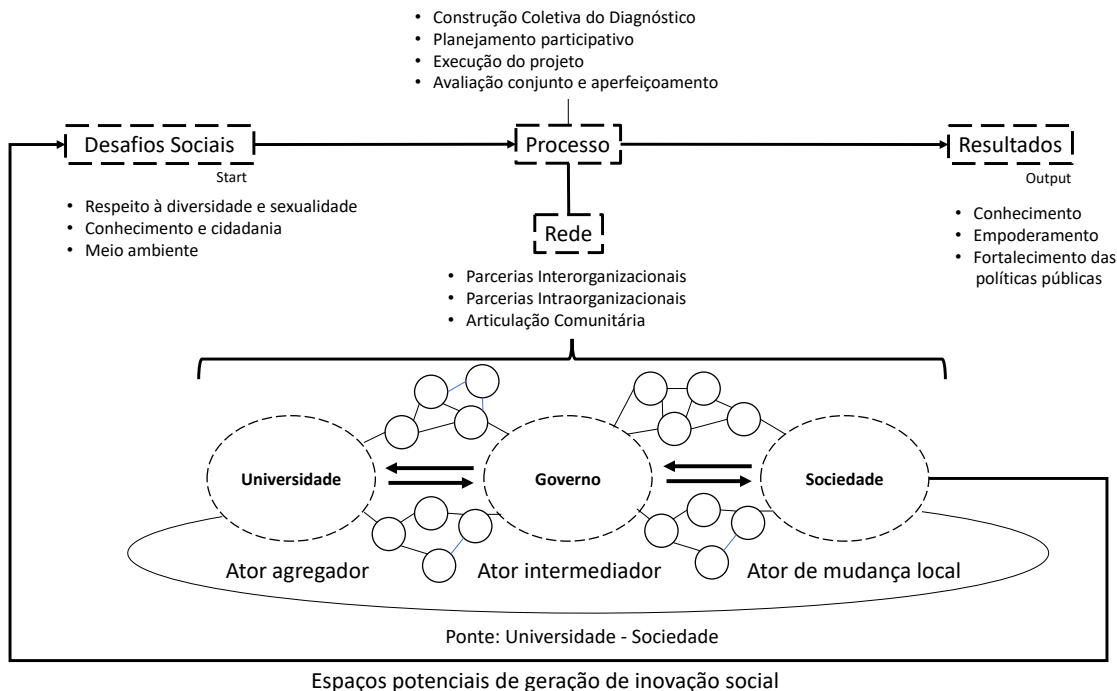 • Construção Coletiva do Diagnóstico
• Planejamento participativo
• Execução do projeto
• Avaliação conjunto e aperfeiçoamento
Desafios Sociais
Processo
Resultados
Start
Output
• Respeito à diversidade e sexualidade
• Conhecimento e cidadania
• Meio ambiente
Rede
• Conhecimento
• Empoderamento
• Fortalecimento das
políticas públicas
• Parcerias Interorganizacionais
• Parcerias Intraorganizacionais
• Articulação Comunitária
Universidade
Governo
Sociedade
Ator agregador
Ator intermediador
Ator de mudança local
Ponte: Universidade - Sociedade
Espaços potenciais de geração de inovação social